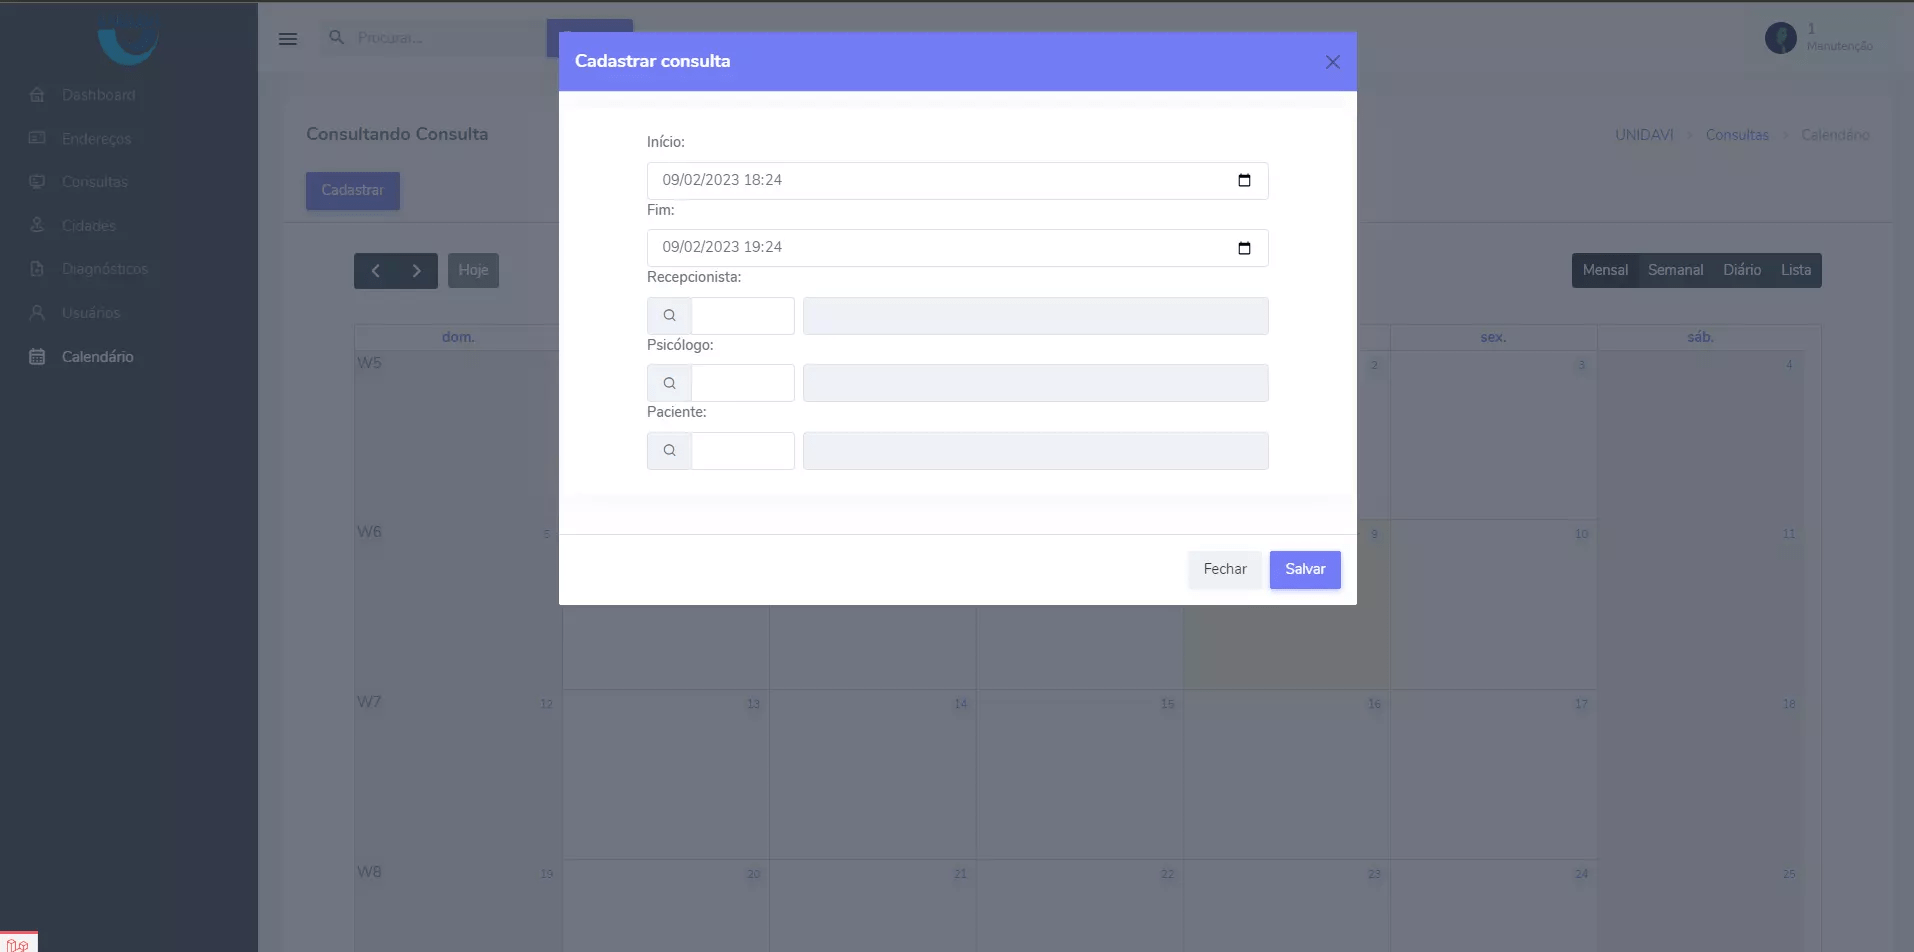 Procurar...
1
Manutenção
Dashboard
Endereços
Consultas
Cidades
Diagnósticos
Usuários
Calendário
Consultando Consulta
UNIDAVI
Consultas
Calendário
Cadastrar
Hoje
Mensal Semanal Diário Lista
dom.
sex.
sáb.
W5
2
3
4
W6
5
9
10
11
W7
12
13
14
15
16
17
18
W8
19
20
21
22
23
24
25
Cadastrar consulta
Início:
09/02/2023 18:24
Fim:
09/02/2023 19:24
Recepcionista:
Psicólogo:
Paciente:
Fechar
Salvar